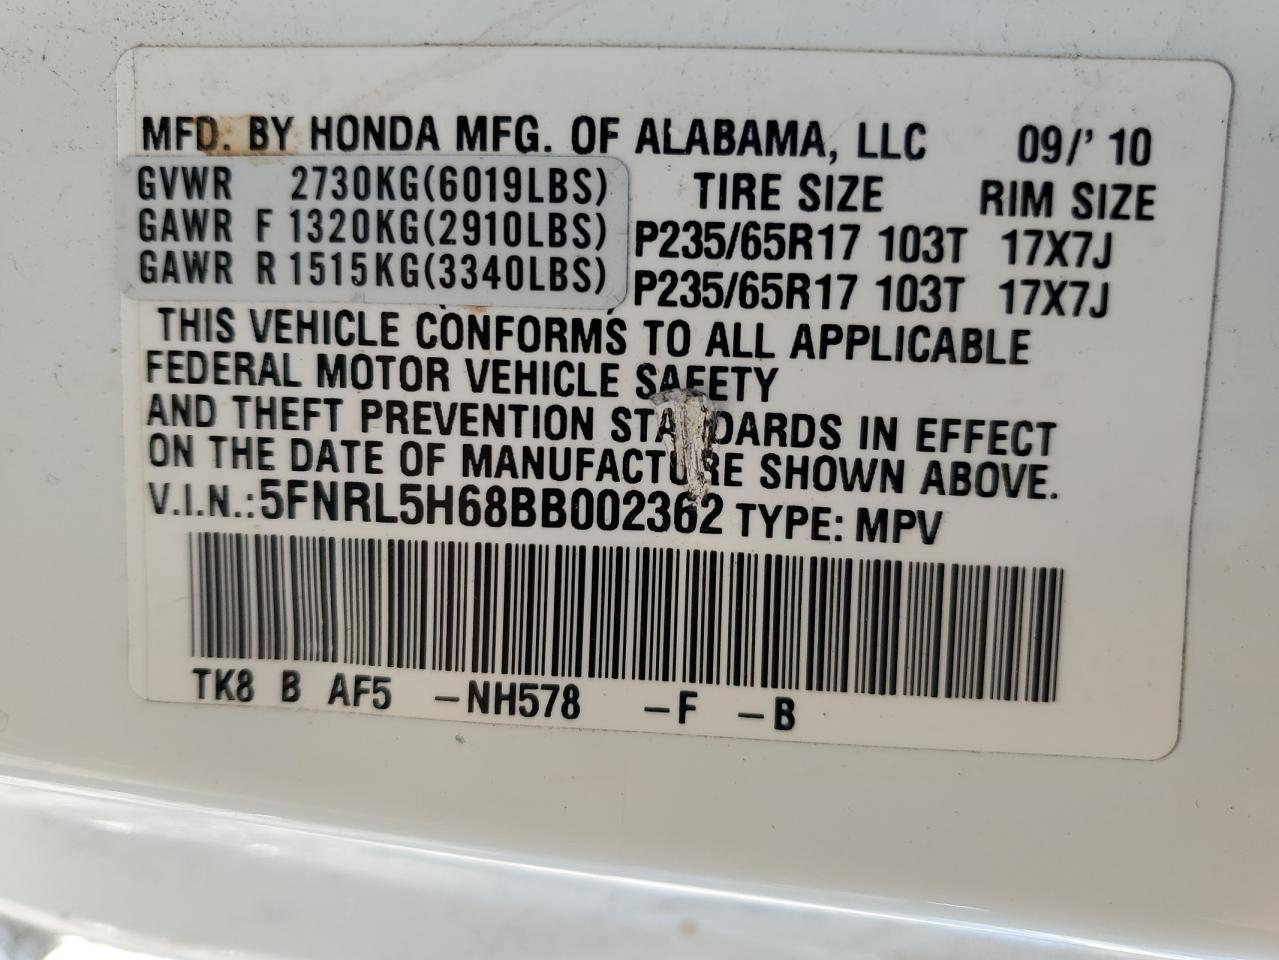 MFD. BY HONDA MFG. OF ALABAMA, LLC 09/' 10
GVWR 2730KG(6019LBS) TIRE SIZE RIM SIZE
GAWR F 1320KG(2910LBS) P235/65R17 103T 17X7J
GAWR R 1515KG(3340LBS) P235/65R17 103T 17X7J
THIS VEHICLE CONFORMS TO ALL APPLICABLE
FEDERAL MOTOR VEHICLE SAFETY
AND THEFT PREVENTION STANDARDS IN EFFECT
ON THE DATE OF MANUFACTURE SHOWN ABOVE.
V.I.N.:5FNRL5H68BB002362 TYPE: MPV
TK8 B AF5 -NH578 -F -B